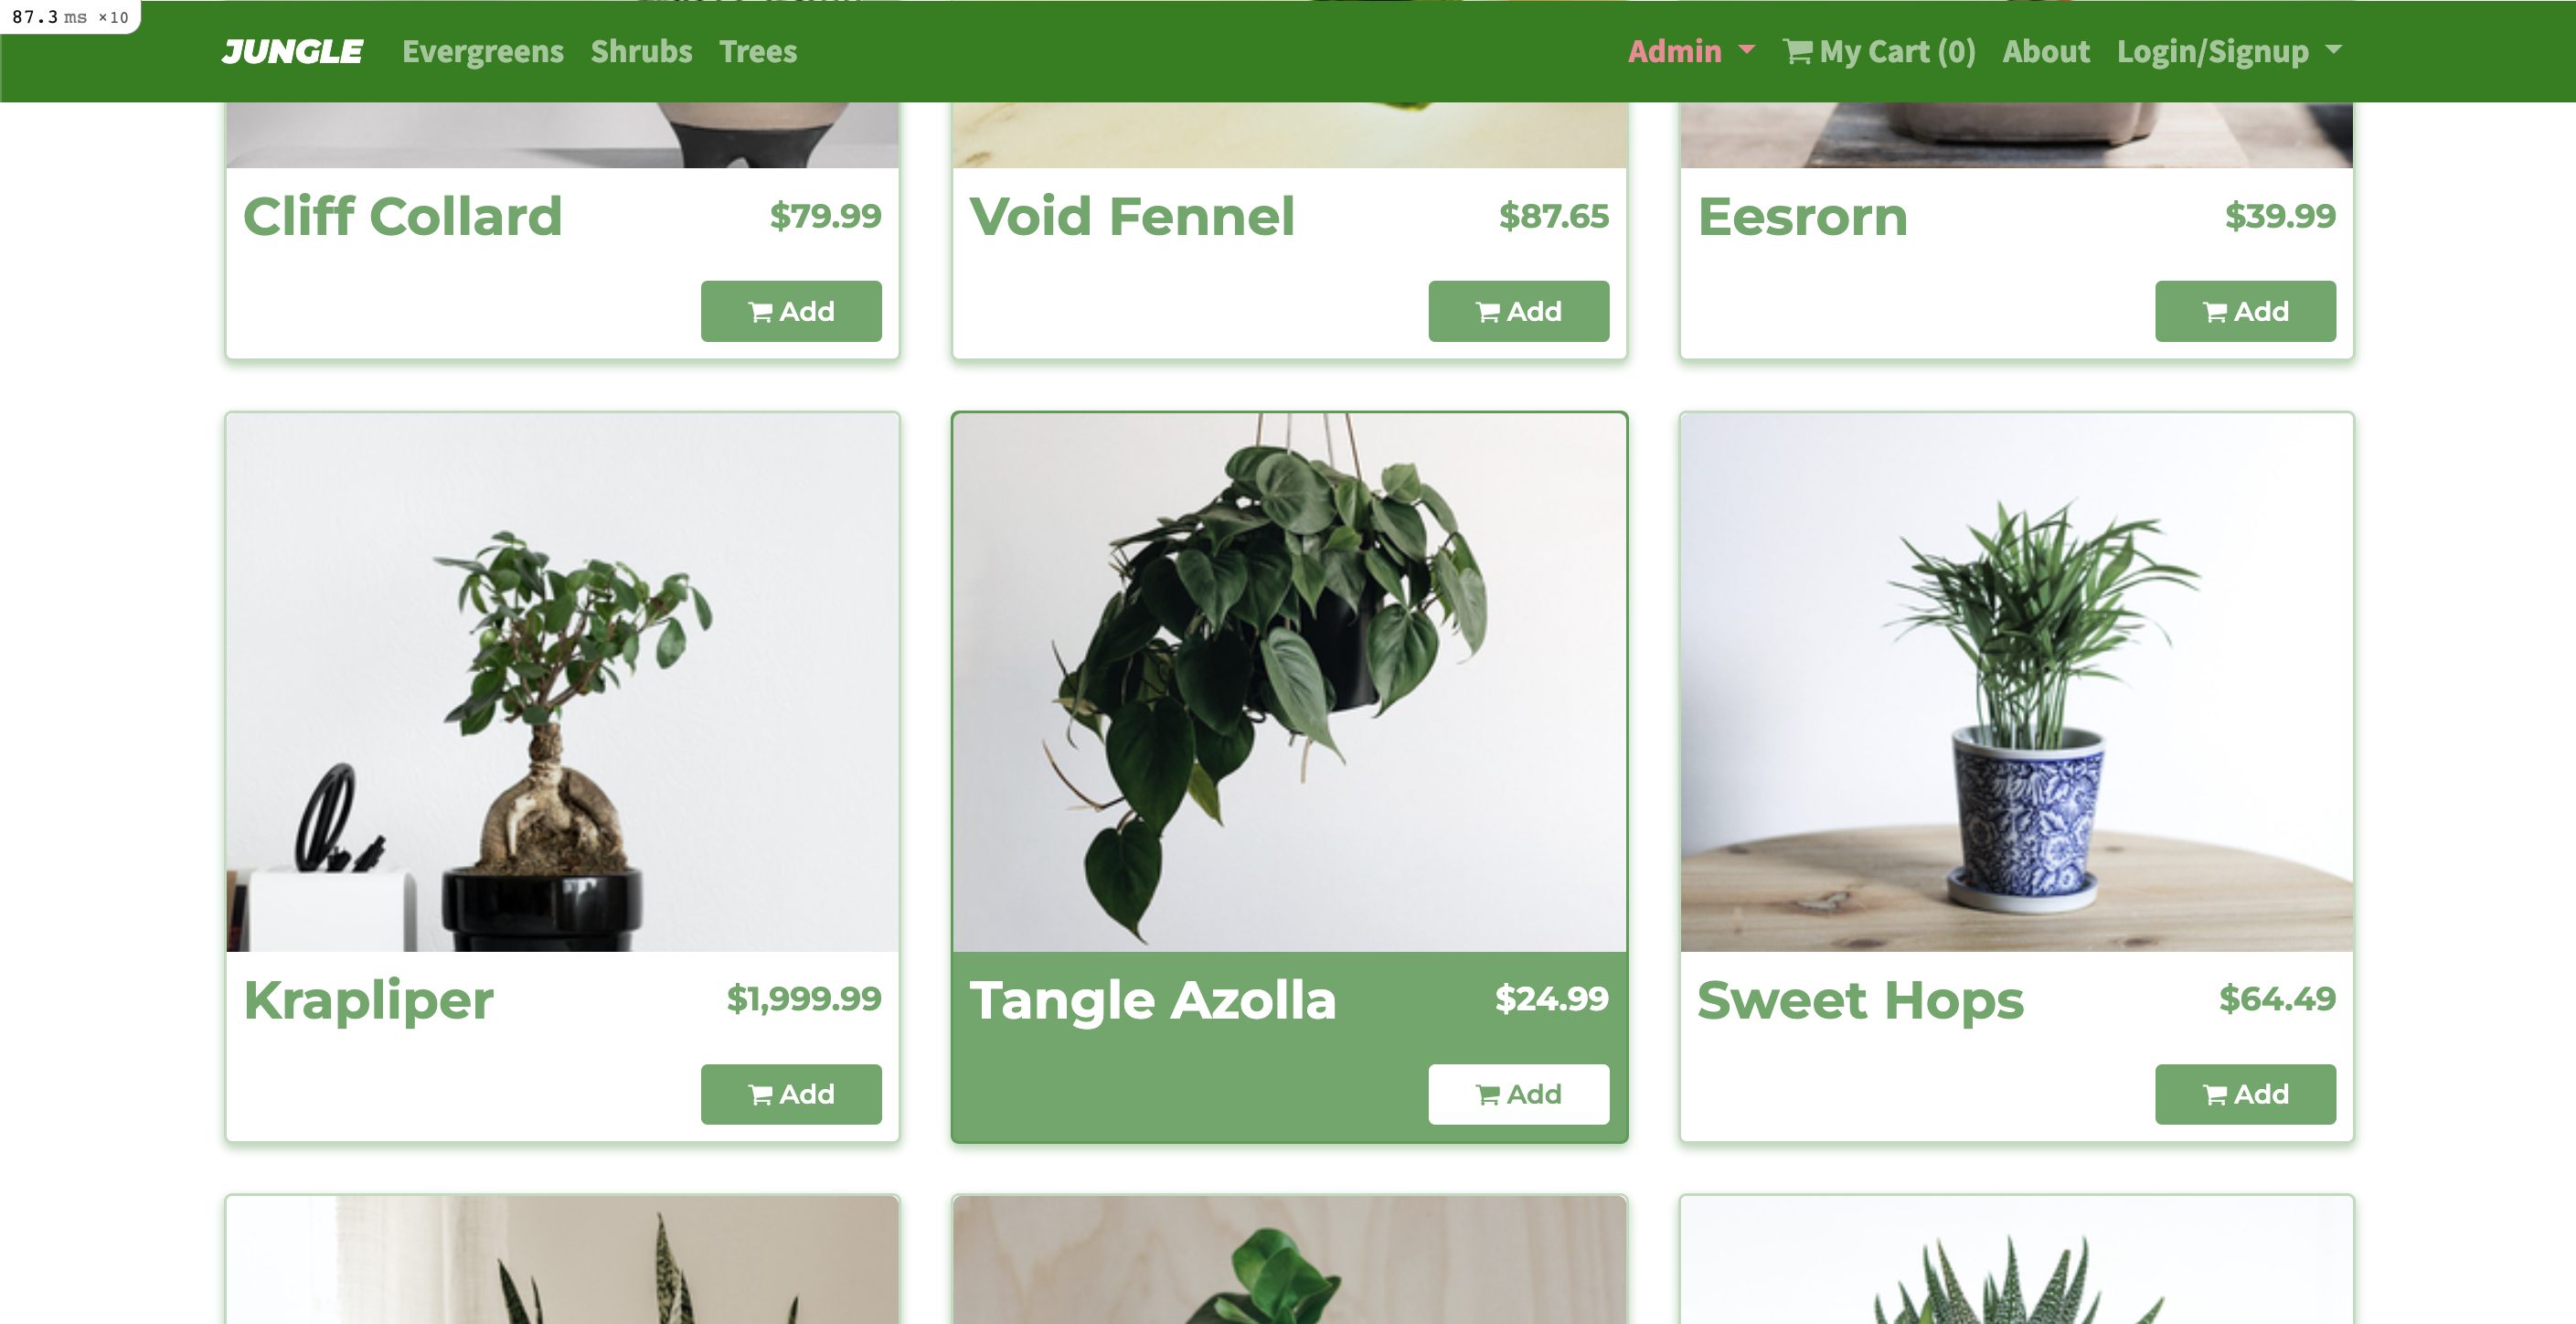 87.3 ms ×10
JUNGLE Evergreens Shrubs Trees Admin My Cart (0) About Login/Signup
Cliff Collard $79.99 Void Fennel $87.65 Eesrorn $39.99
Add Add Add
Krapliper $1,999.99 Tangle Azolla $24.99 Sweet Hops $64.49
Add Add Add